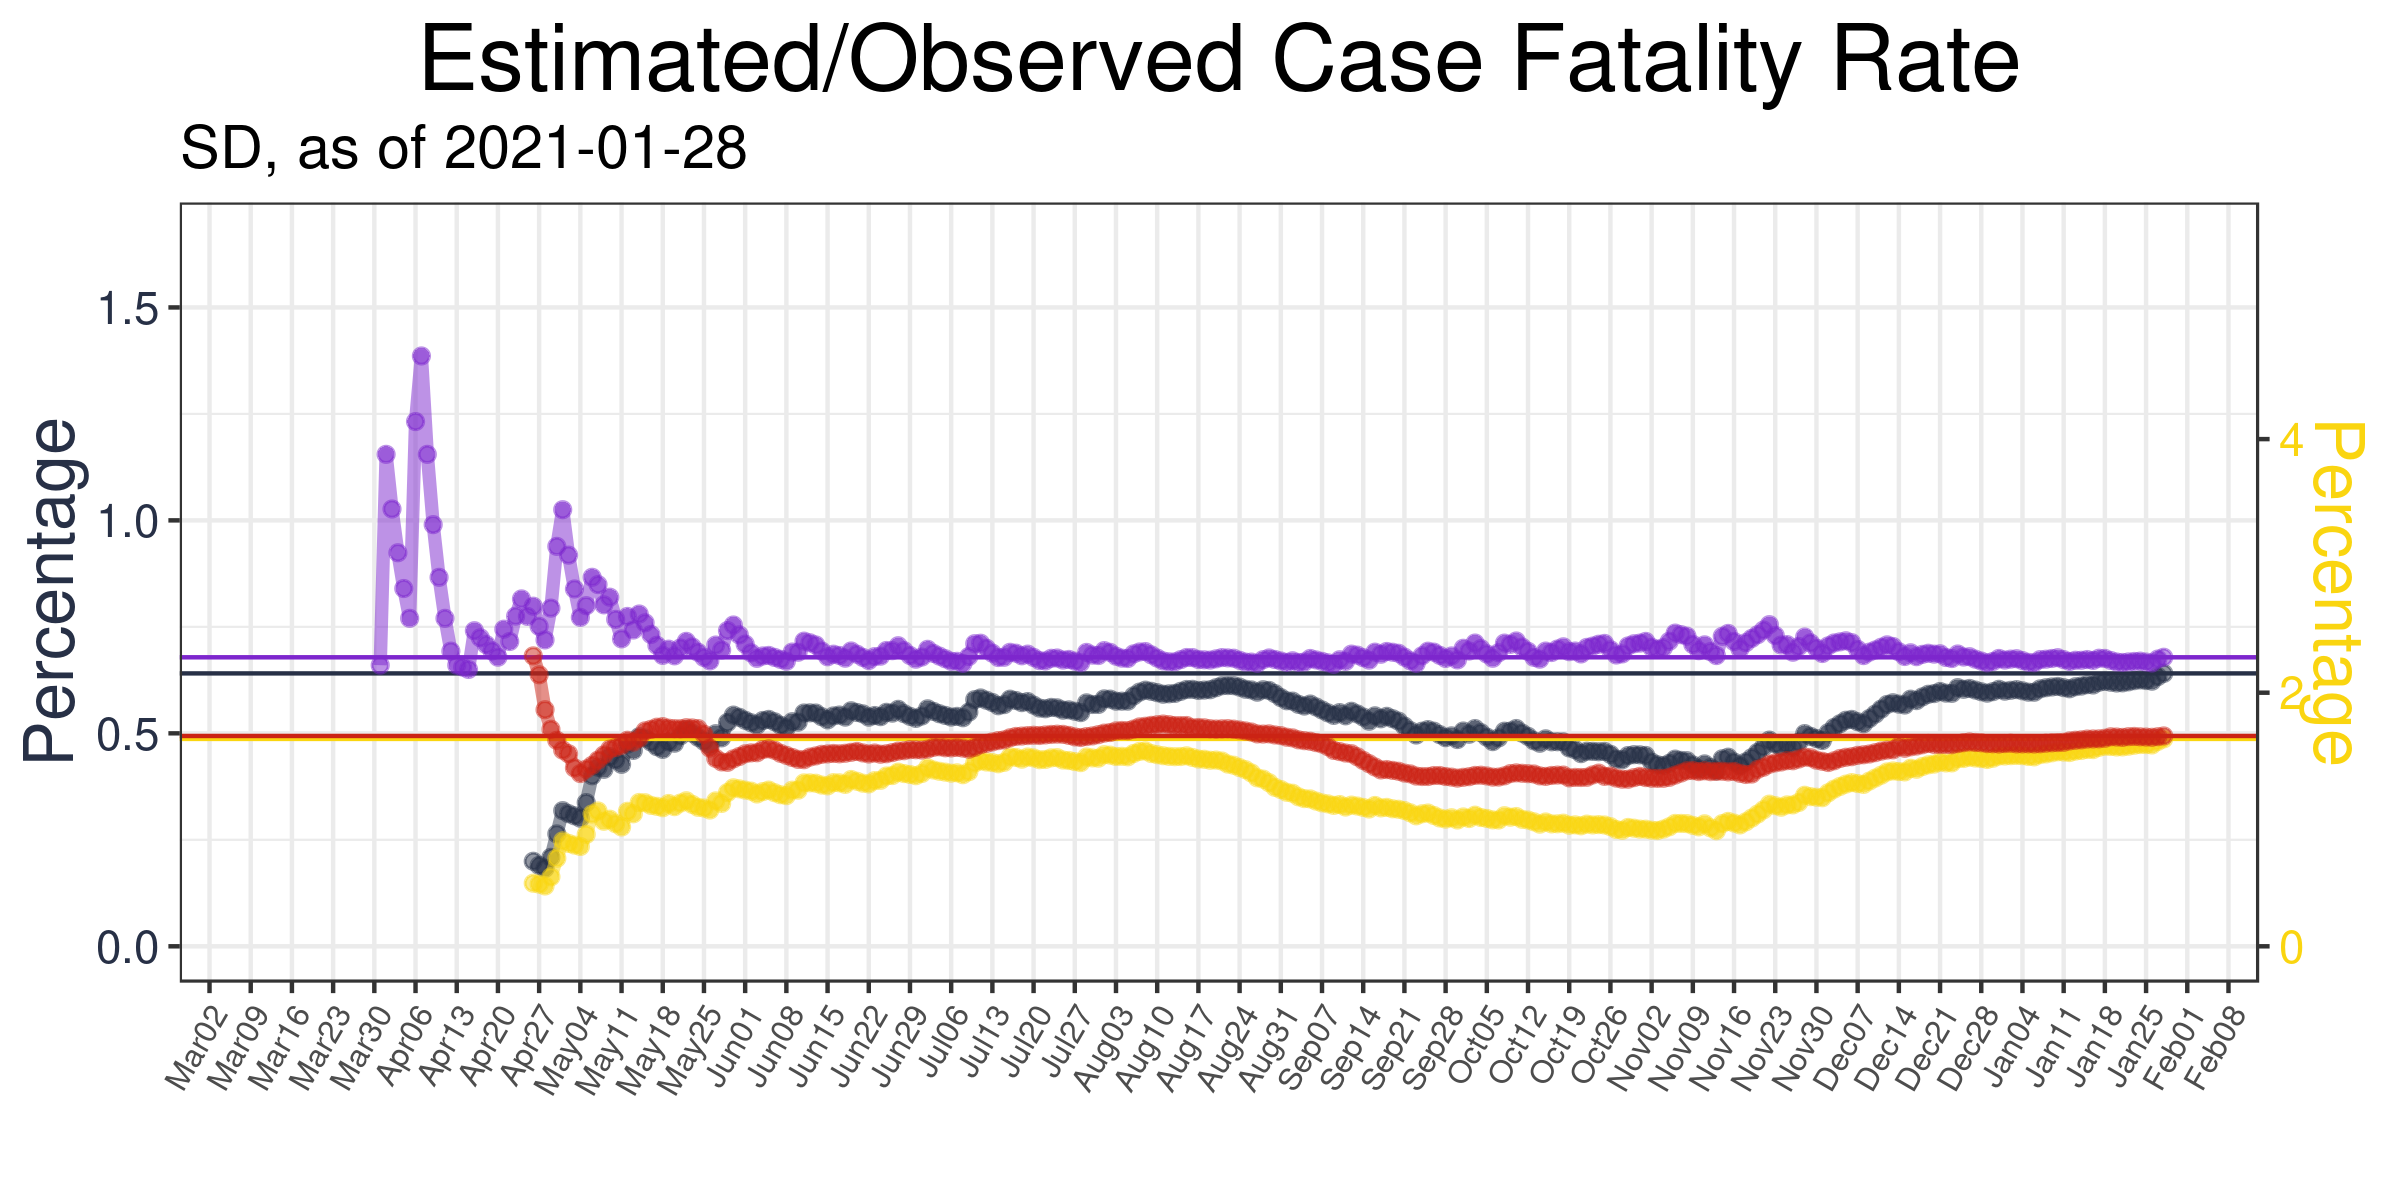 Estimated/Observed Case Fatality Rate
SD, as of 2021-01-28
Percentage
1.5
1.0
0.5
0.0
4
2
0
Percentage
Mar02 Mar09 Mar16 Mar23 Mar30 Apr06 Apr13 Apr20 Apr27 May04 May11 May18 May25 Jun01 Jun08 Jun15 Jun22 Jun29 Jul06 Jul13 Jul20 Jul27 Aug03 Aug10 Aug17 Aug24 Aug31 Sep07 Sep14 Sep21 Sep28 Oct05 Oct12 Oct19 Oct26 Nov02 Nov09 Nov16 Nov23 Nov30 Dec07 Dec14 Dec21 Dec28 Jan04 Jan11 Jan18 Jan25 Feb01 Feb08